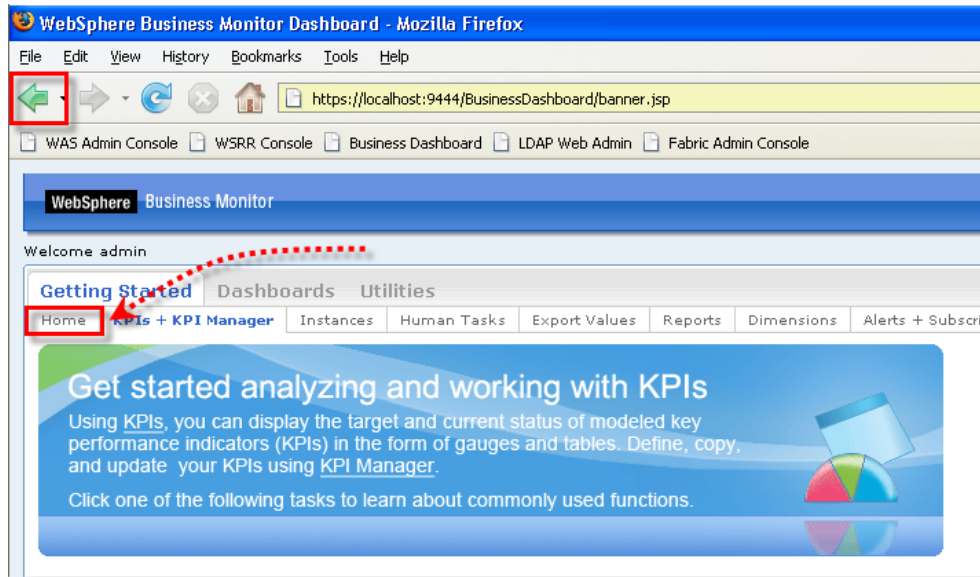 WebSphere Business Monitor Dashboard - Mozilla Firefox
File Edit View History Bookmarks Tools Help
https://localhost:9444/BusinessDashboard/banner.jsp
WAS Admin Console WSRR Console Business Dashboard LDAP Web Admin Fabric Admin Console
WebSphere Business Monitor
Welcome admin
Getting Started Dashboards Utilities
Home KPIs + KPI Manager Instances Human Tasks Export Values Reports Dimensions Alerts + Subscri
Get started analyzing and working with KPIs
Using KPIs, you can display the target and current status of modeled key
performance indicators (KPIs) in the form of gauges and tables. Define, copy,
and update your KPIs using KPI Manager.
Click one of the following tasks to learn about commonly used functions.